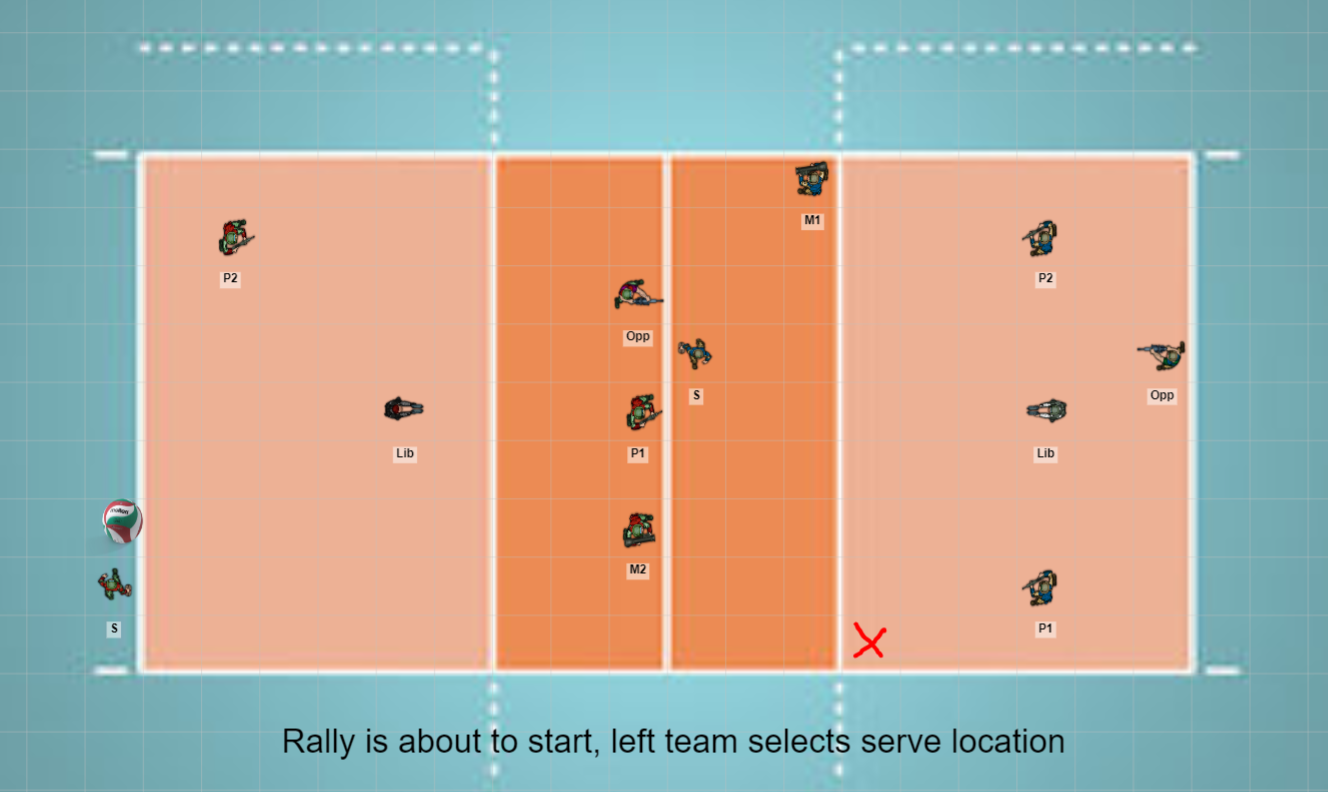 M1
P2
P2
Opp
S
Opp
P1
Lib
Lib
M2
S
P1
molten
Rally is about to start, left team selects serve location